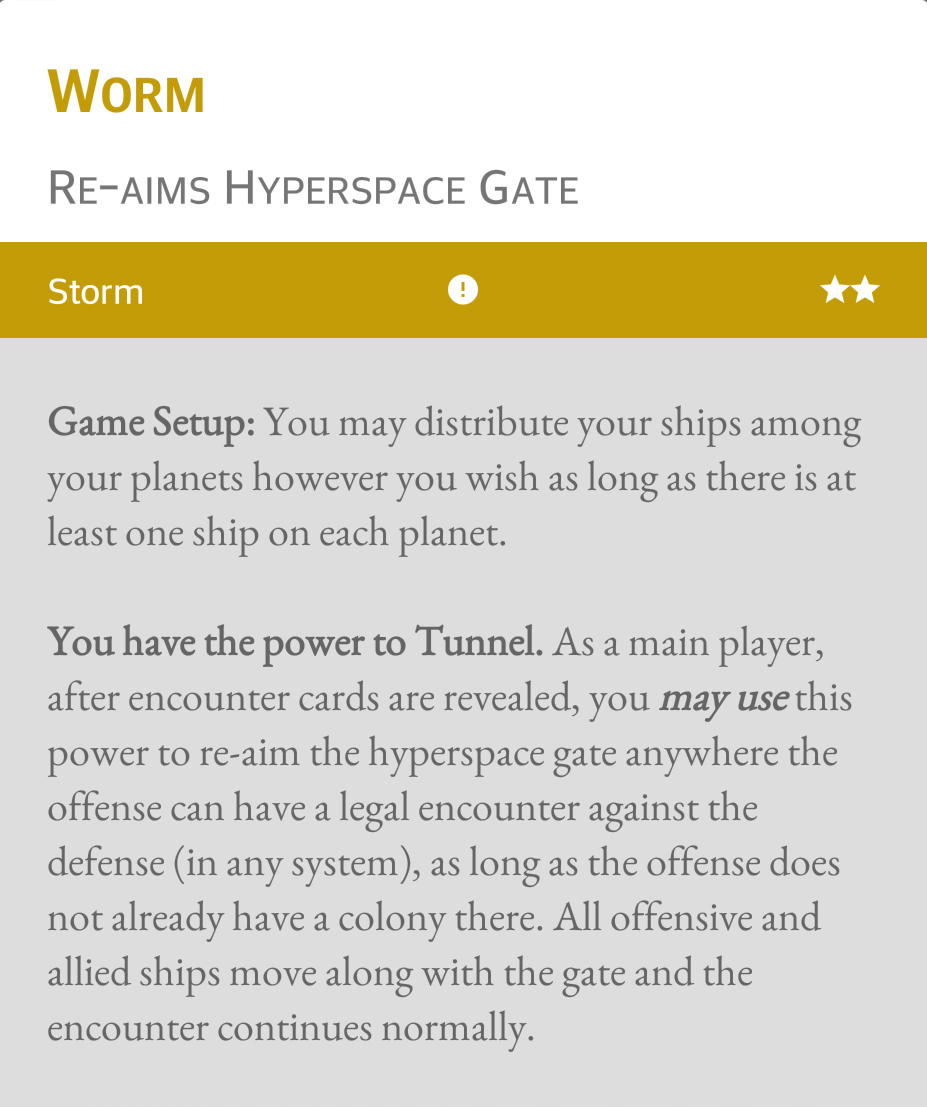 Worm
Re-aims Hyperspace Gate
Storm
Game Setup: You may distribute your ships among
your planets however you wish as long as there is at
least one ship on each planet.
You have the power to Tunnel. As a main player,
after encounter cards are revealed, you may use this
power to re-aim the hyperspace gate anywhere the
offense can have a legal encounter against the
defense (in any system), as long as the offense does
not already have a colony there. All offensive and
allied ships move along with the gate and the
encounter continues normally.